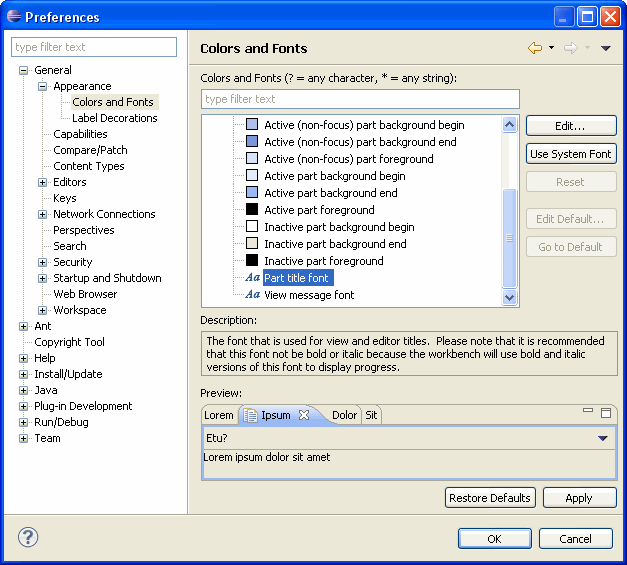 Preferences
type filter text
General
Appearance
Colors and Fonts
Label Decorations
Capabilities
Compare/Patch
Content Types
Editors
Keys
Network Connections
Perspectives
Search
Security
Startup and Shutdown
Web Browser
Workspace
Ant
Copyright Tool
Help
Install/Update
Java
Plug-in Development
Run/Debug
Team
Colors and Fonts
Colors and Fonts (? = any character, * = any string):
type filter text
Active (non-focus) part background begin
Active (non-focus) part background end
Active (non-focus) part foreground
Active part background begin
Active part background end
Active part foreground
Inactive part background begin
Inactive part background end
Inactive part foreground
Aa Part title font
Aa View message font
Edit...
Use System Font
Reset
Edit Default...
Go to Default
Description:
The font that is used for view and editor titles.  Please note that it is recommended
that this font not be bold or italic because the workbench will use bold and italic
versions of this font to display progress.
Preview:
Lorem Ipsum Dolor Sit
Etu?
Lorem ipsum dolor sit amet
Restore Defaults Apply
? OK Cancel